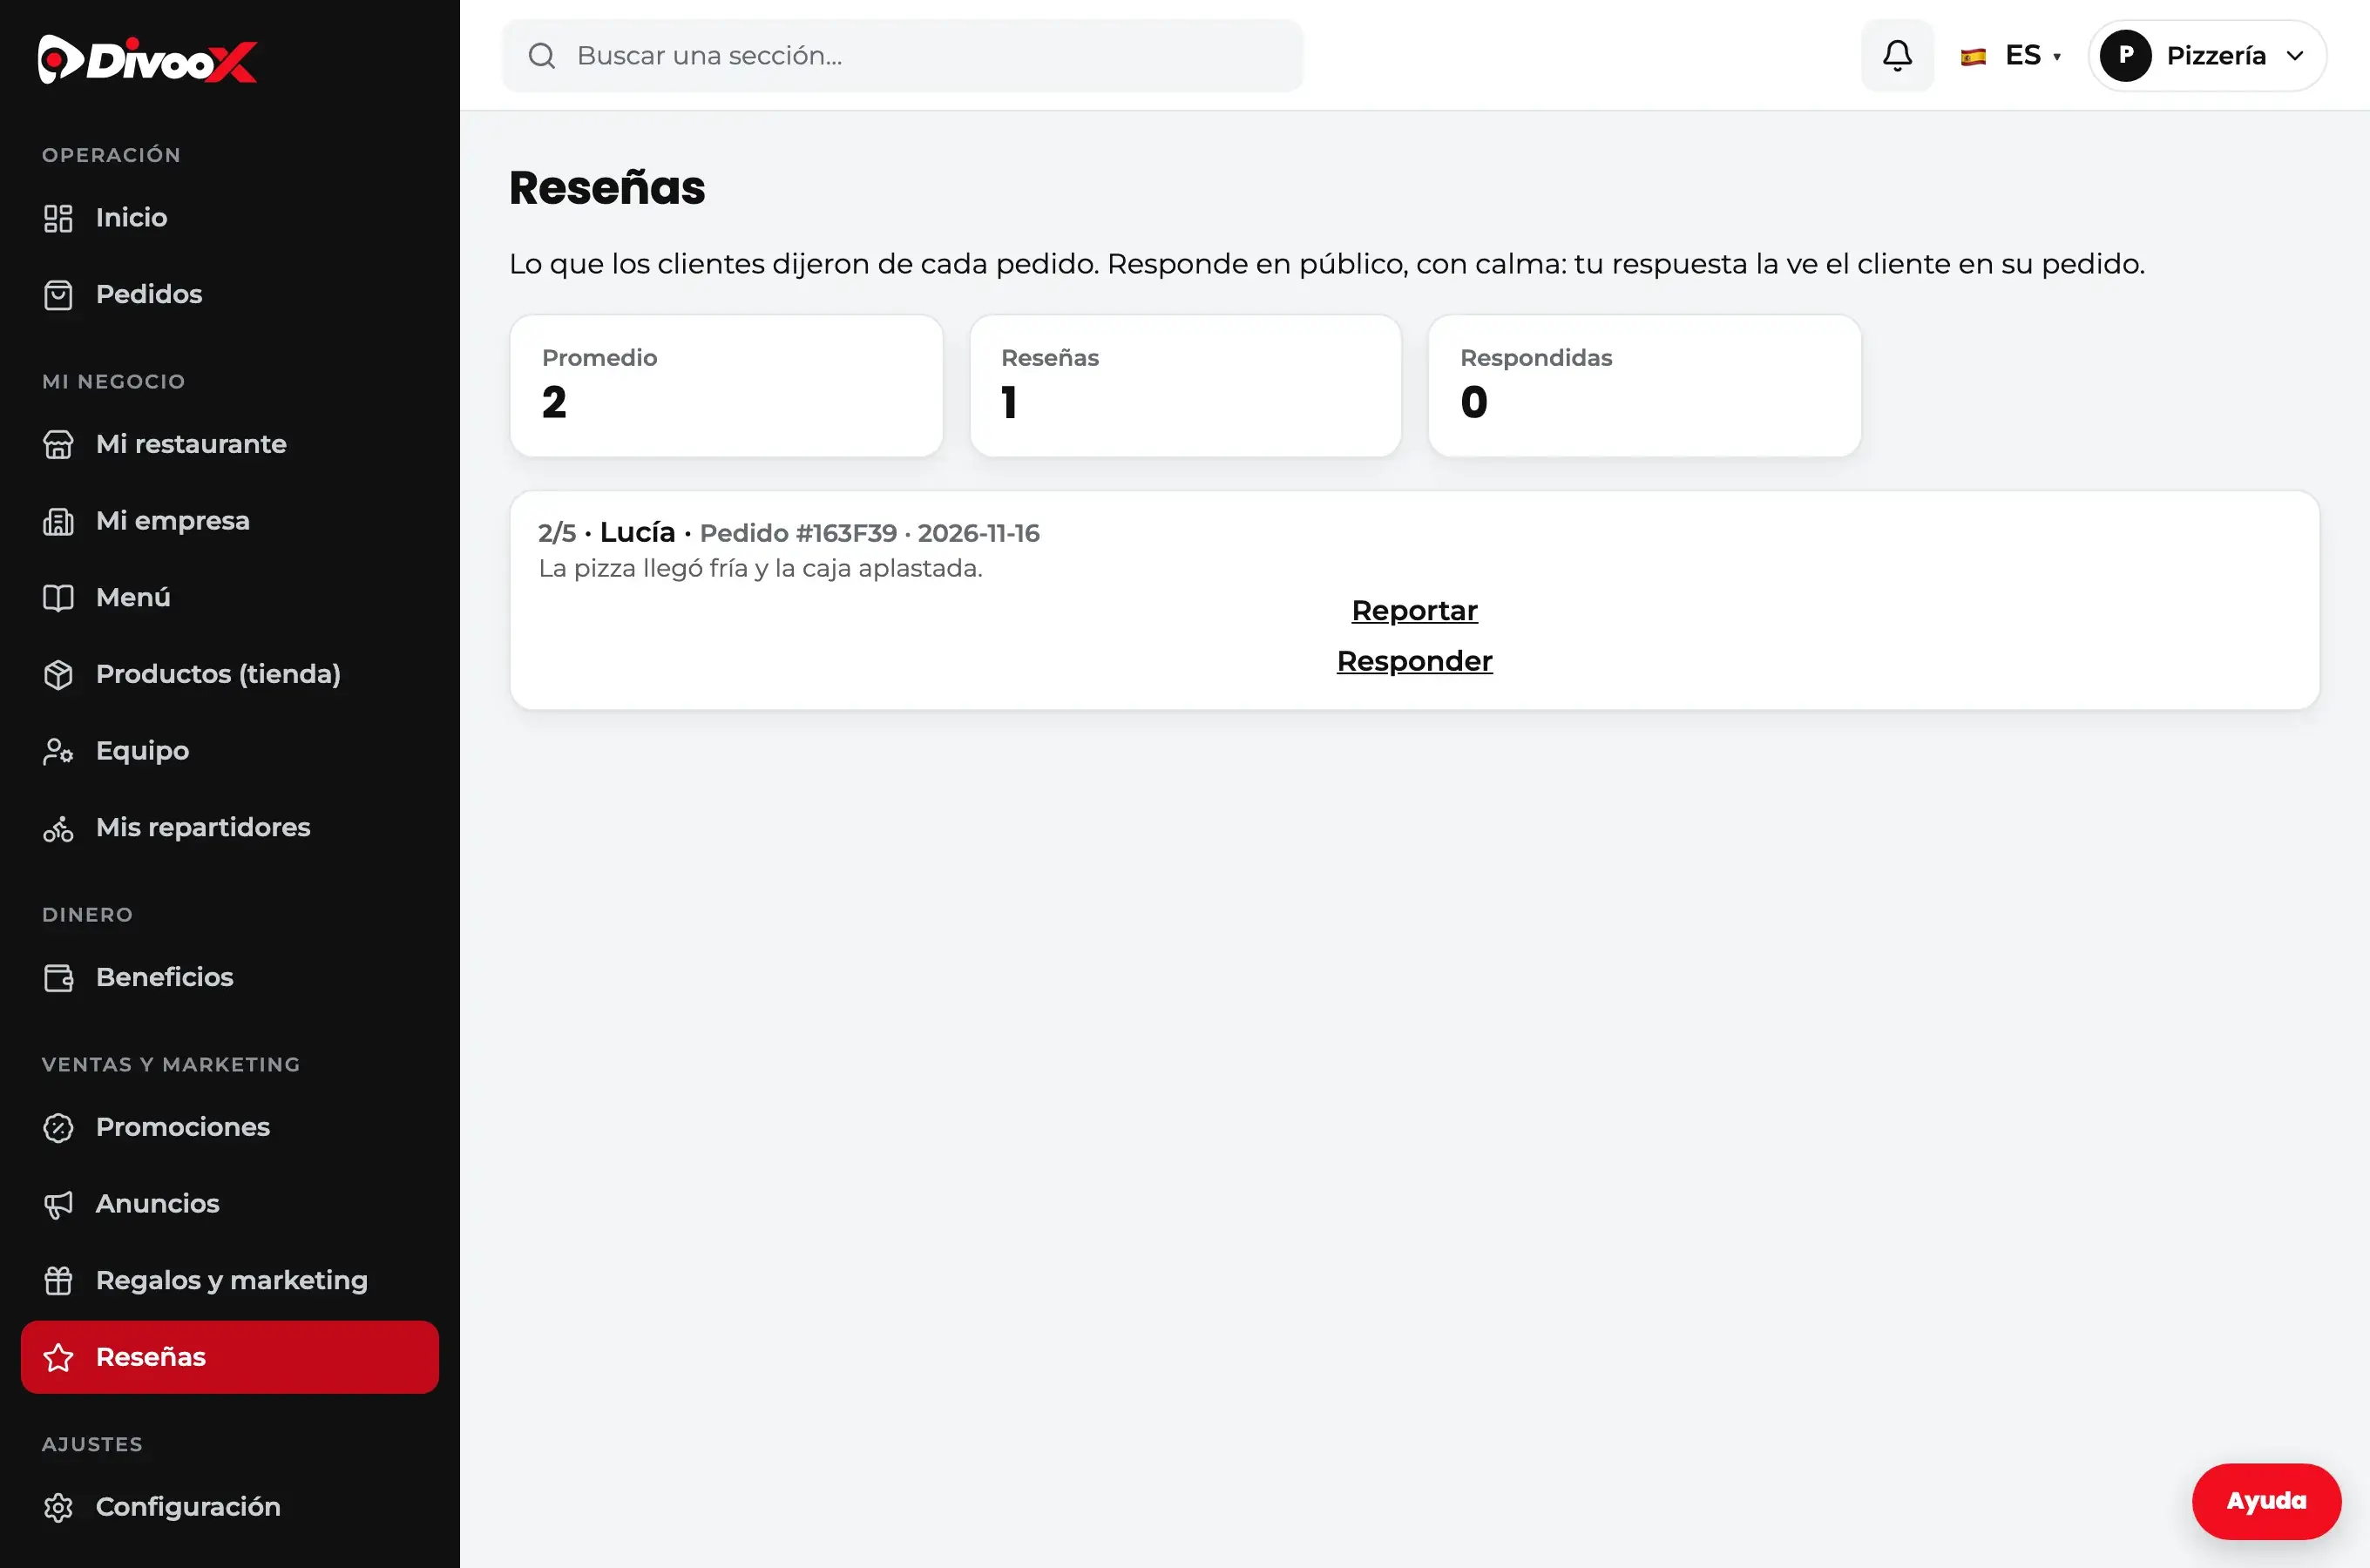 DivooX
OPERACIÓN
Inicio
Pedidos
MI NEGOCIO
Mi restaurante
Mi empresa
Menú
Productos (tienda)
Equipo
Mis repartidores
DINERO
Beneficios
VENTAS Y MARKETING
Promociones
Anuncios
Regalos y marketing
Reseñas
AJUSTES
Configuración
Buscar una sección...
ES
P Pizzería
Reseñas
Lo que los clientes dijeron de cada pedido. Responde en público, con calma: tu respuesta la ve el cliente en su pedido.
Promedio
2
Reseñas
1
Respondidas
0
2/5 · Lucía · Pedido #163F39 · 2026-11-16
La pizza llegó fría y la caja aplastada.
Reportar
Responder
Ayuda